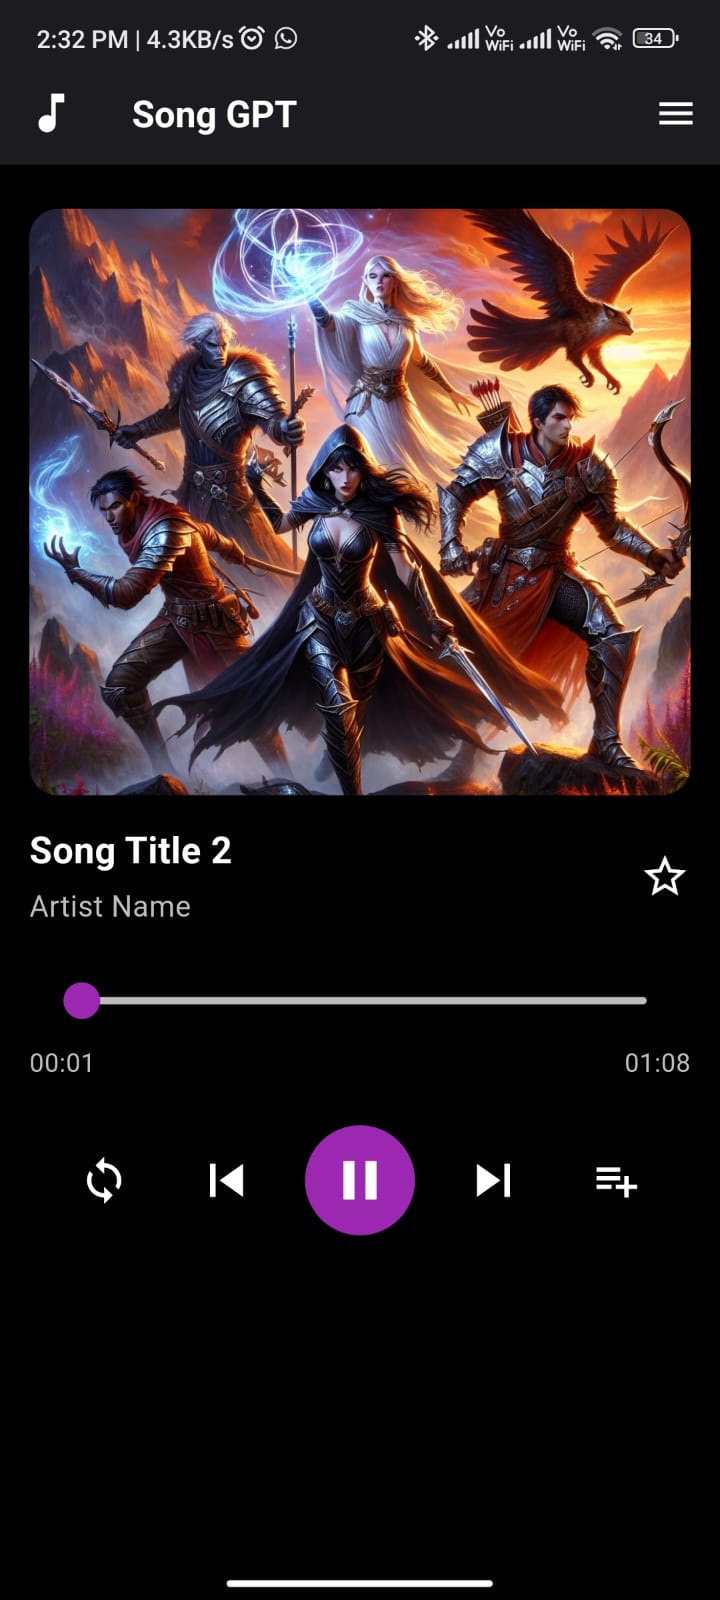 2:32 PM | 4.3KB/s Vo WiFi Vo WiFi 34
Song GPT
Song Title 2
Artist Name
00:01 01:08